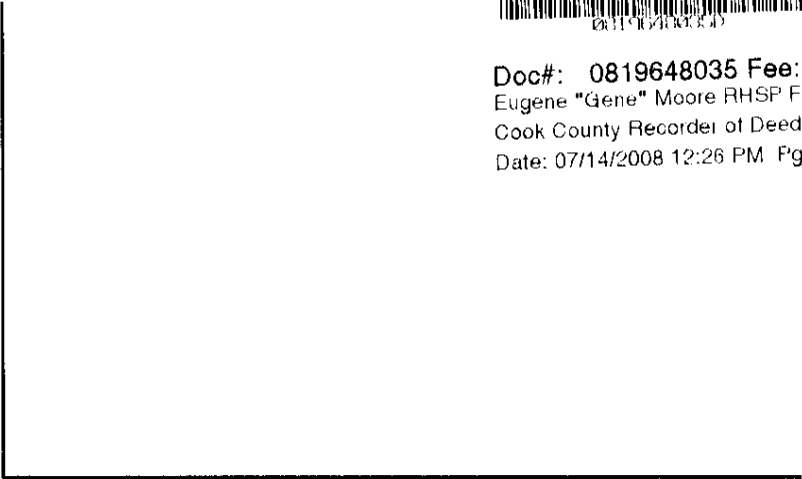 0819648035D
Doc#: 0819648035 Fee:
Eugene "Gene" Moore RHSP F
Cook County Recorder of Deed
Date: 07/14/2008 12:26 PM Pg